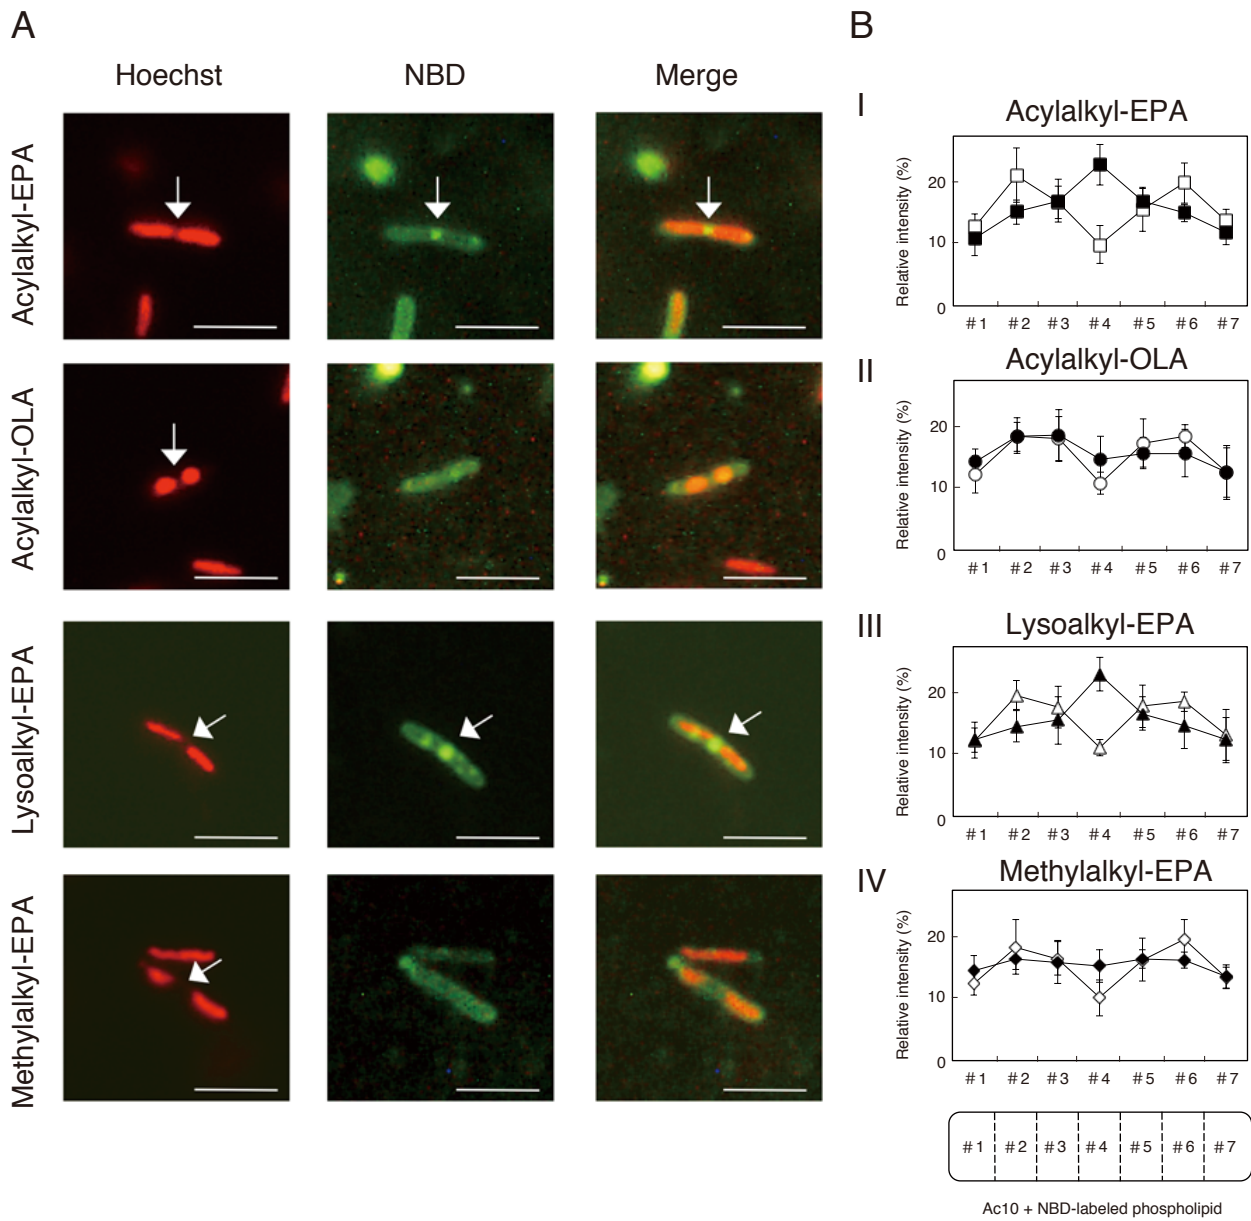 A
Hoechst
NBD
Merge
Acylalkyl-EPA
Acylalkyl-OLA
Lysoalkyl-EPA
Methylalkyl-EPA
B
I
Acylalkyl-EPA
Relative intensity (%)
20
10
0
#1 #2 #3 #4 #5 #6 #7
II
Acylalkyl-OLA
Relative intensity (%)
20
10
0
#1 #2 #3 #4 #5 #6 #7
III
Lysoalkyl-EPA
Relative intensity (%)
20
10
0
#1 #2 #3 #4 #5 #6 #7
IV
Methylalkyl-EPA
Relative intensity (%)
20
10
0
#1 #2 #3 #4 #5 #6 #7
#1 #2 #3 #4 #5 #6 #7
Ac10 + NBD-labeled phospholipid